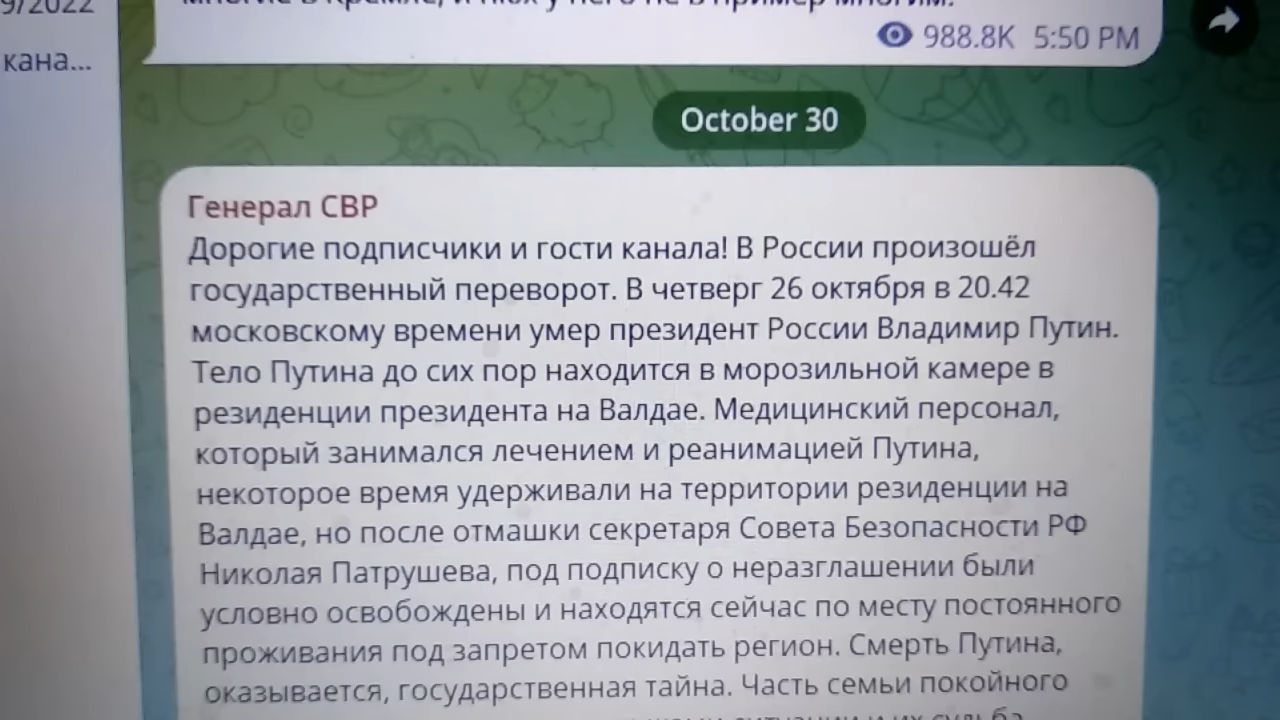 9/2022
кана...
988.8K 5:50 PM
October 30
Генерал СВР
Дорогие подписчики и гости канала! В России произошёл
государственный переворот. В четверг 26 октября в 20.42
московскому времени умер президент России Владимир Путин.
Тело Путина до сих пор находится в морозильной камере в
резиденции президента на Валдае. Медицинский персонал,
который занимался лечением и реанимацией Путина,
некоторое время удерживали на территории резиденции на
Валдае, но после отмашки секретаря Совета Безопасности РФ
Николая Патрушева, под подписку о неразглашении были
условно освобождены и находятся сейчас по месту постоянного
проживания под запретом покидать регион. Смерть Путина,
оказывается, государственная тайна. Часть семьи покойного